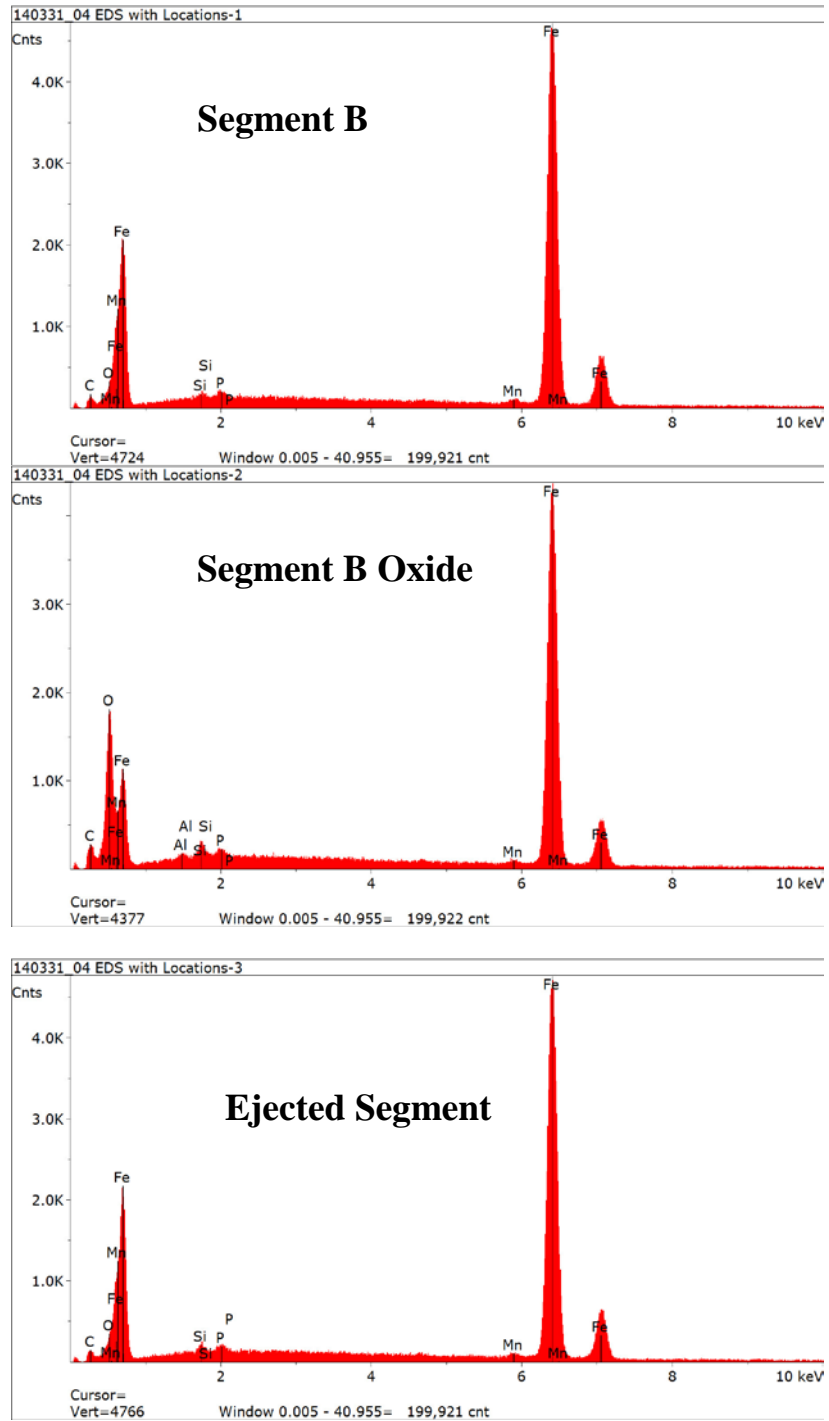 140331_04 EDS with Locations-1
Cnts
Fe
4.0K
Segment B
3.0K
Fe
2.0K
Mn
1.0K
Fe
Si
O
C Si P Mn Fe
Mn P Mn
2 4 6 8 10 keV
Cursor=
Vert=4724 Window 0.005 - 40.955= 199,921 cnt
140331_04 EDS with Locations-2
Cnts
Fe
Segment B Oxide
3.0K
2.0K
O
Fe
1.0K
Mn
Al Si
C Fe P Fe
Al Mn
Mn S P Mn
2 4 6 8 10 keV
Cursor=
Vert=4377 Window 0.005 - 40.955= 199,922 cnt
140331_04 EDS with Locations-3
Cnts
Fe
4.0K
Ejected Segment
3.0K
Fe
2.0K
Mn
1.0K
Fe
P
O Fe
C Si P Mn
Mn Si Mn
2 4 6 8 10 keV
Cursor=
Vert=4766 Window 0.005 - 40.955= 199,921 cnt